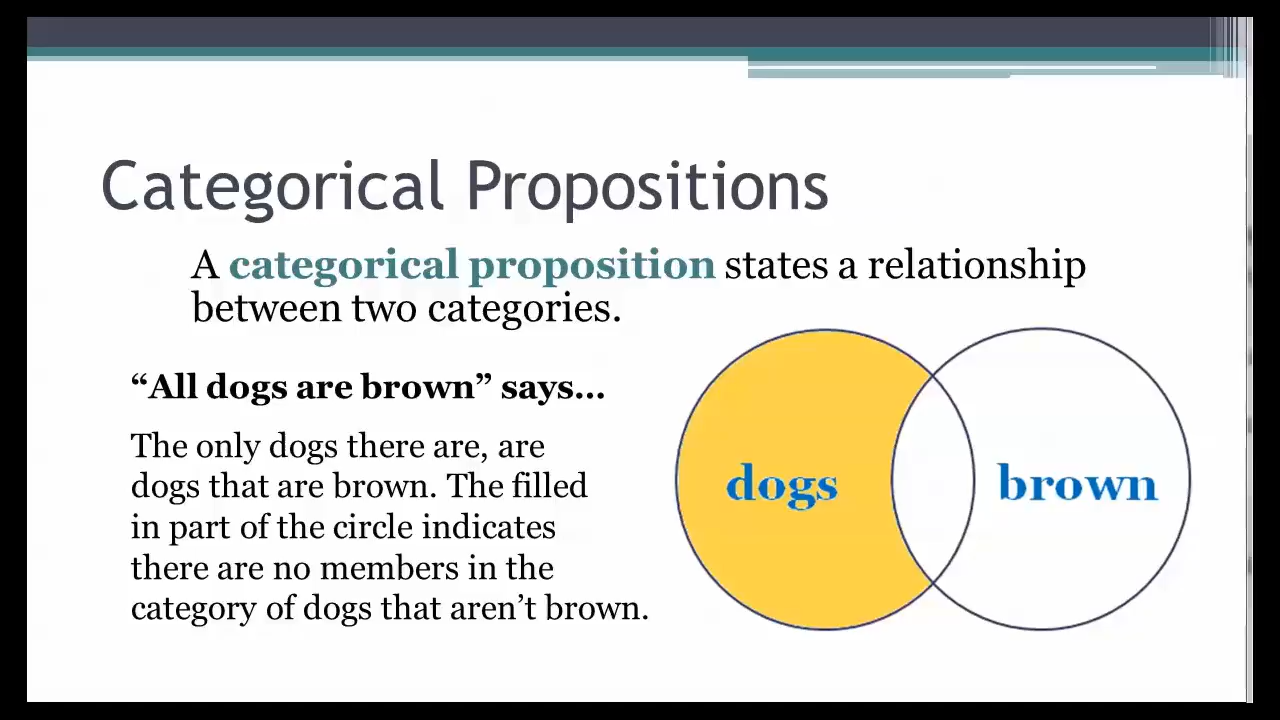 Categorical Propositions
A categorical proposition states a relationship
between two categories.
“All dogs are brown” says...
The only dogs there are, are
dogs that are brown. The filled
in part of the circle indicates
there are no members in the
category of dogs that aren’t brown.
dogs
brown